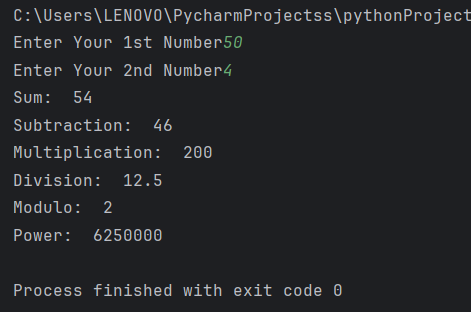 C:\Users\LENOVO\PycharmProjectss\pythonProject
Enter Your 1st Number50
Enter Your 2nd Number4
Sum:  54
Subtraction:  46
Multiplication:  200
Division:  12.5
Modulo:  2
Power:  6250000
Process finished with exit code 0